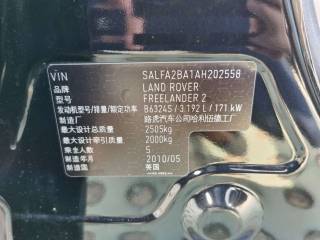 VIN SALFA2BA1AH202558
品牌 LAND ROVER
型号 FREELANDER 2
发动机型号/排量/额定功率 B6324S / 3.192 L / 171 kW
制造厂 路虎汽车公司哈利伍德工厂
最大设计总质量 2505kg
最大设计牵引质量 2000kg
乘坐人数 5
制造年月 2010/05
制造国 英国